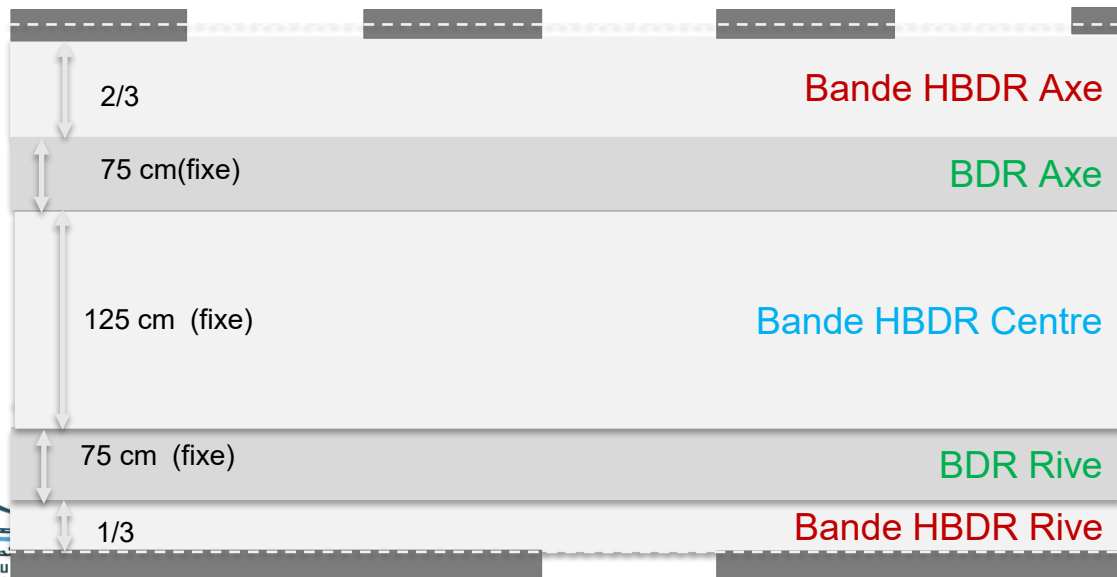 2/3
Bande HBDR Axe
75 cm(fixe)
BDR Axe
125 cm (fixe)
Bande HBDR Centre
75 cm (fixe)
BDR Rive
1/3
Bande HBDR Rive